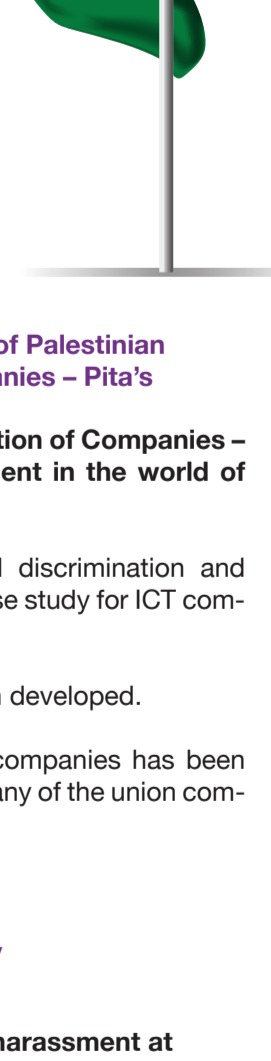 of Palestinian
nies – Pita's
tion of Companies –
ent in the world of
discrimination and
se study for ICT com-
developed.
companies has been
any of the union com-
harassment at